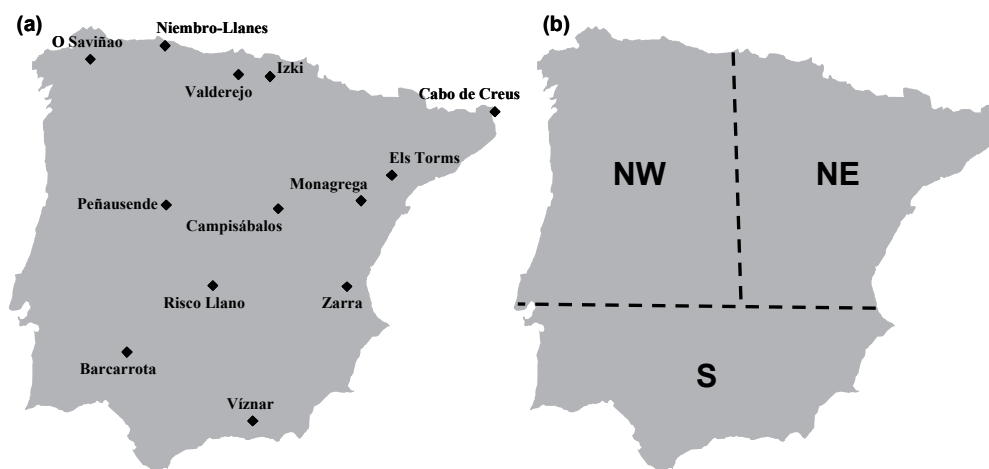 (a)
Niembro-Llanes
O Saviñao
Izki
Valderejo
Cabo de Creus
Els Torms
Monagrega
Peñausende
Campisábalos
Risco Llano
Zarra
Barcarrota
Víznar
(b)
NW
NE
S